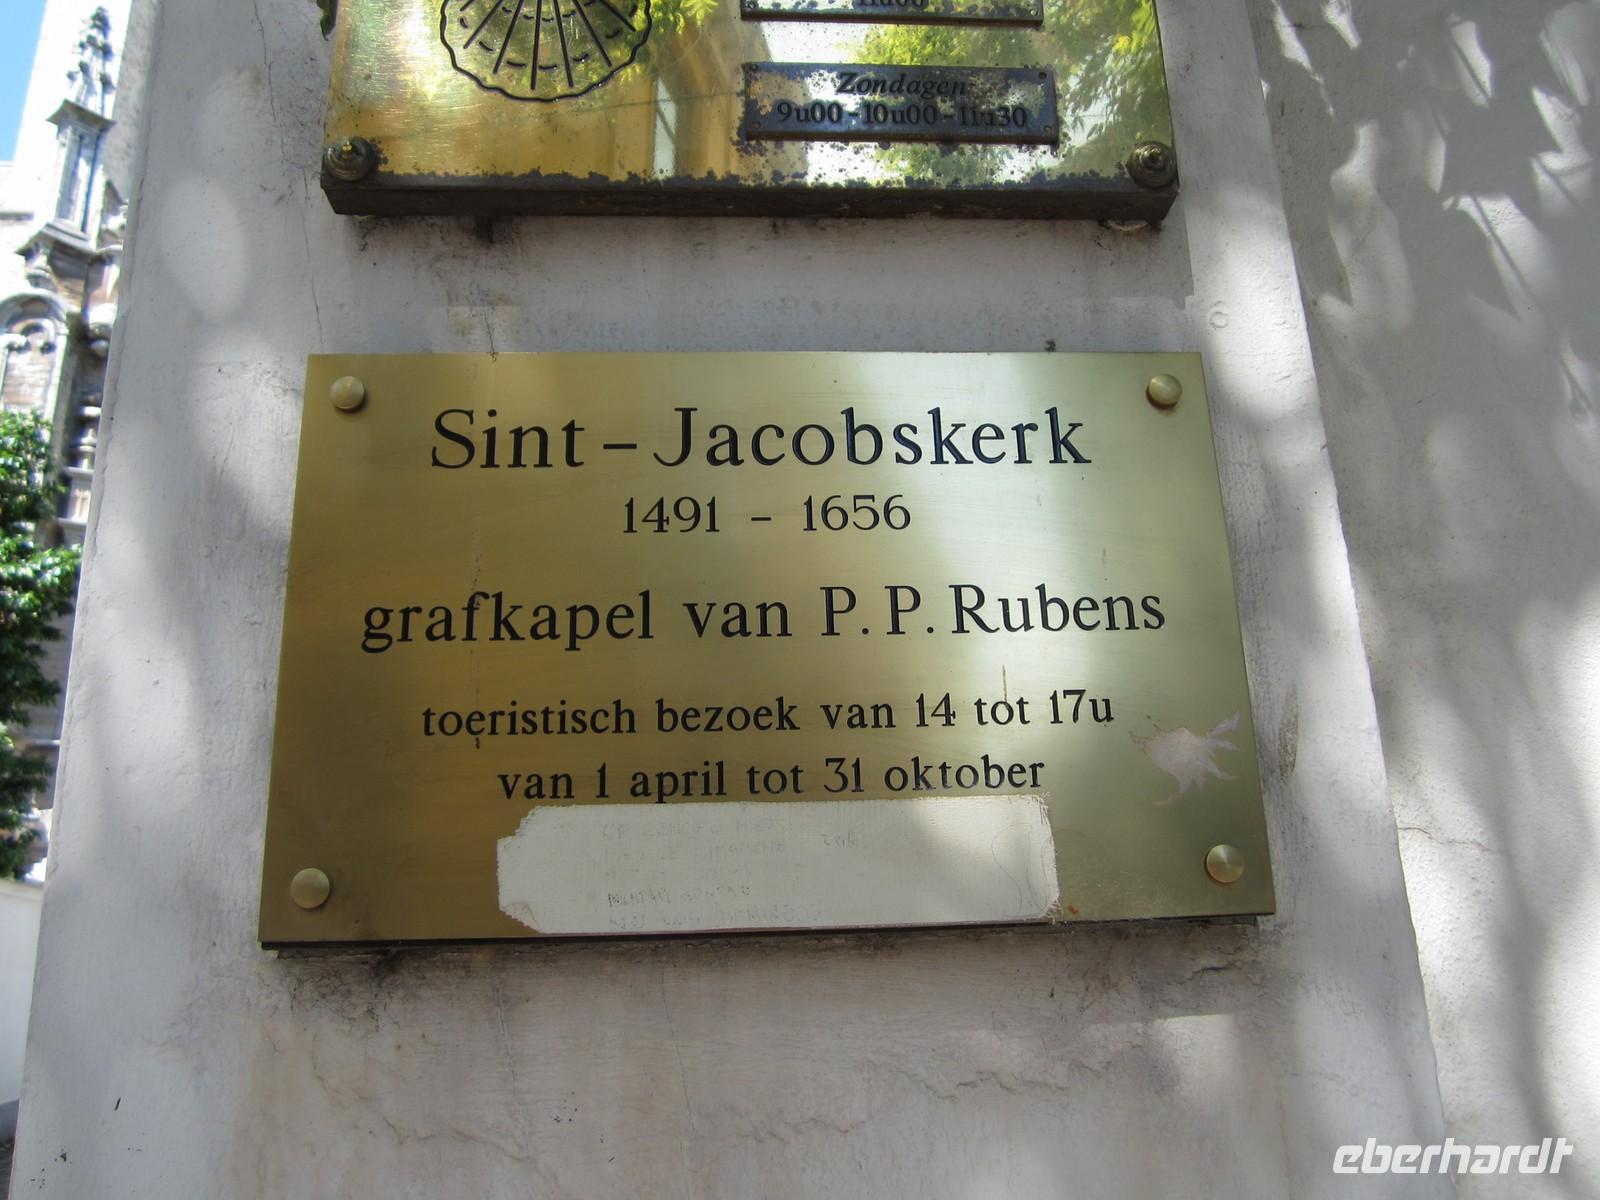 11u00
Zondagen
9u00-10u00-11u30
Sint-Jacobskerk
1491 - 1656
grafkapel van P.P. Rubens
toeristisch bezoek van 14 tot 17u
van 1 april tot 31 oktober
eberhardt